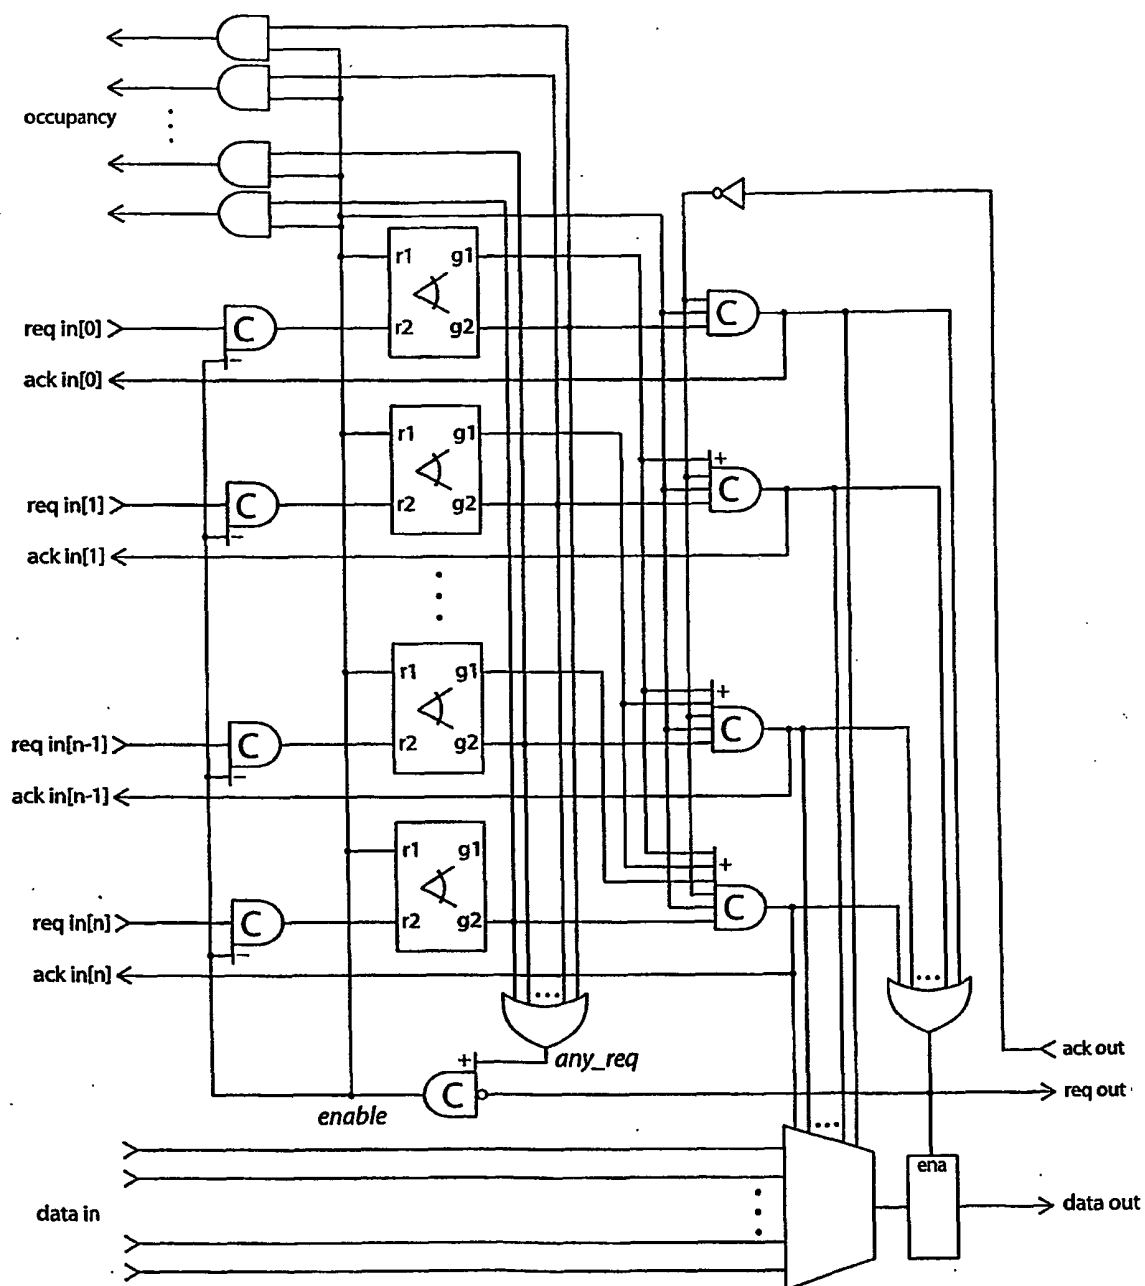 occupancy
r1 g1
C
req in[0] C r2 g2
−
ack in[0]
r1 g1
+
C
req in[1] C r2 g2
−
ack in[1]
r1 g1
+
C
req in[n-1] C r2 g2
−
ack in[n-1]
r1 g1
+
C
req in[n] C r2 g2
−
ack in[n]
+ any_req
ack out
C
req out
enable
ena
data in
data out